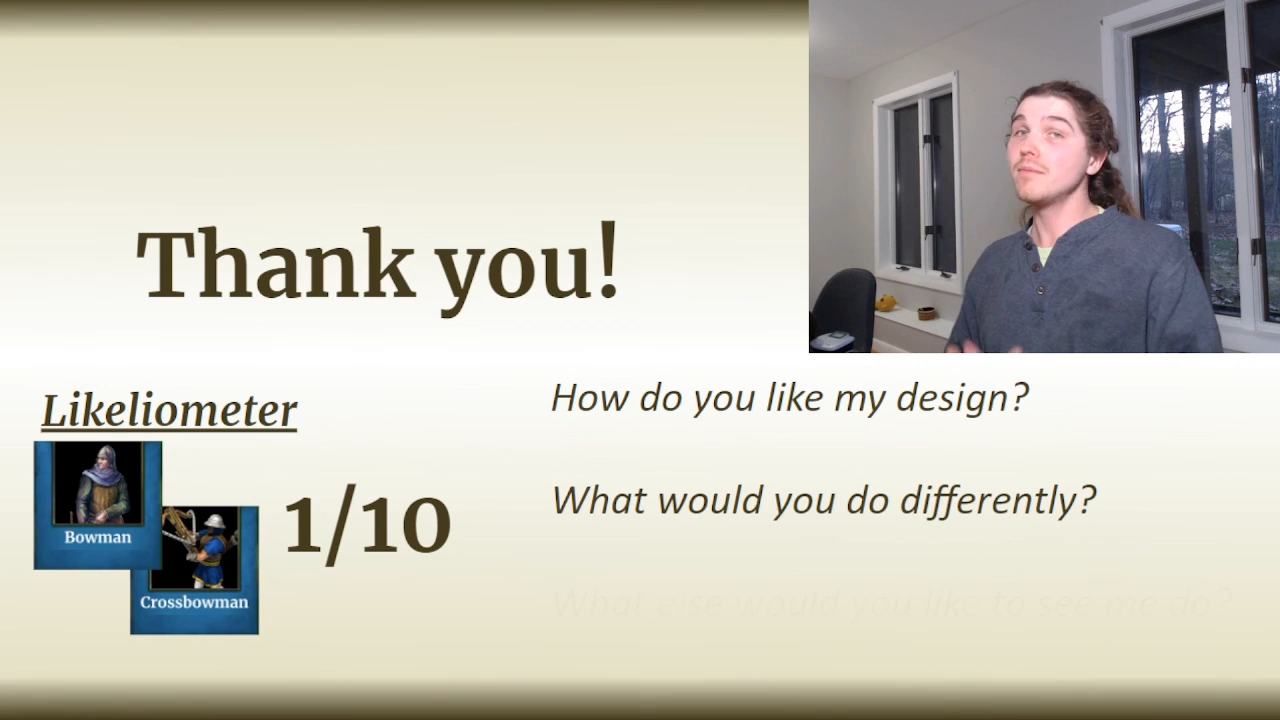 Thank you!
Likeliometer
Bowman
Crossbowman
1/10
How do you like my design?
What would you do differently?
What else would you like to see me do?